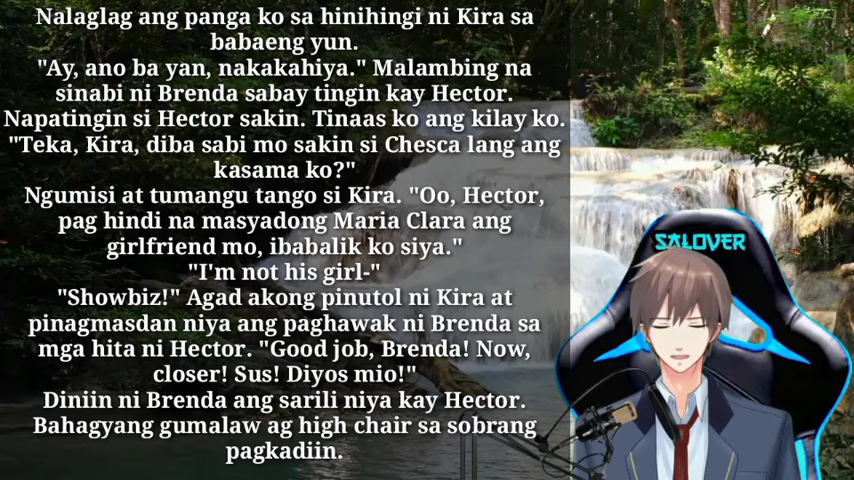 Nalaglag ang panga ko sa hinihingi ni Kira sa
babaeng yun.
"Ay, ano ba yan, nakakahiya." Malambing na
sinabi ni Brenda sabay tingin kay Hector.
Napatingin si Hector sakin. Tinaas ko ang kilay ko.
"Teka, Kira, diba sabi mo sakin si Chesca lang ang
kasama ko?"
Ngumisi at tumangu tango si Kira. "Oo, Hector,
pag hindi na masyadong Maria Clara ang
girlfriend mo, ibabalik ko siya."
"I'm not his girl-"
"Showbiz!" Agad akong pinutol ni Kira at
pinagmasdan niya ang paghawak ni Brenda sa
mga hita ni Hector. "Good job, Brenda! Now,
closer! Sus! Diyos mio!"
Diniin ni Brenda ang sarili niya kay Hector.
Bahagyang gumalaw ag high chair sa sobrang
pagkadiin.
SALOVER